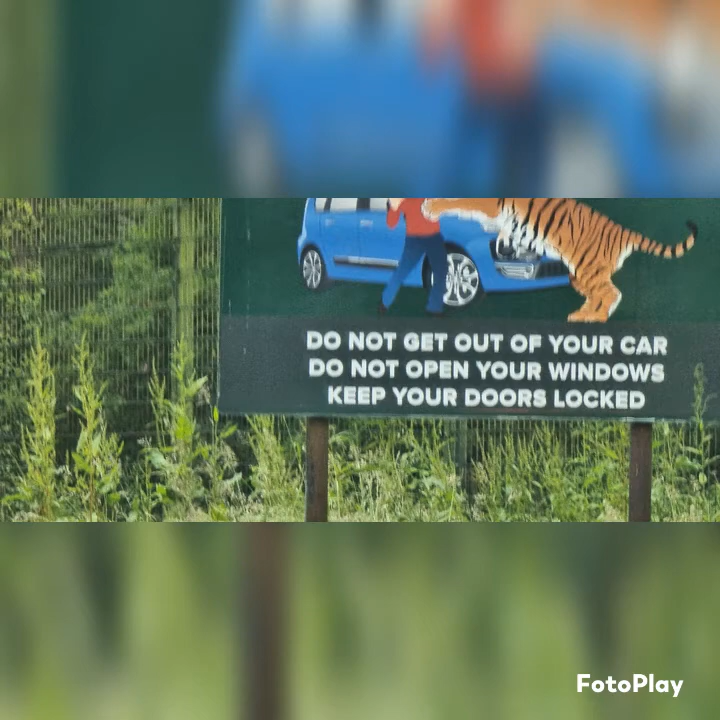 DO NOT GET OUT OF YOUR CAR
DO NOT OPEN YOUR WINDOWS
KEEP YOUR DOORS LOCKED
FotoPlay